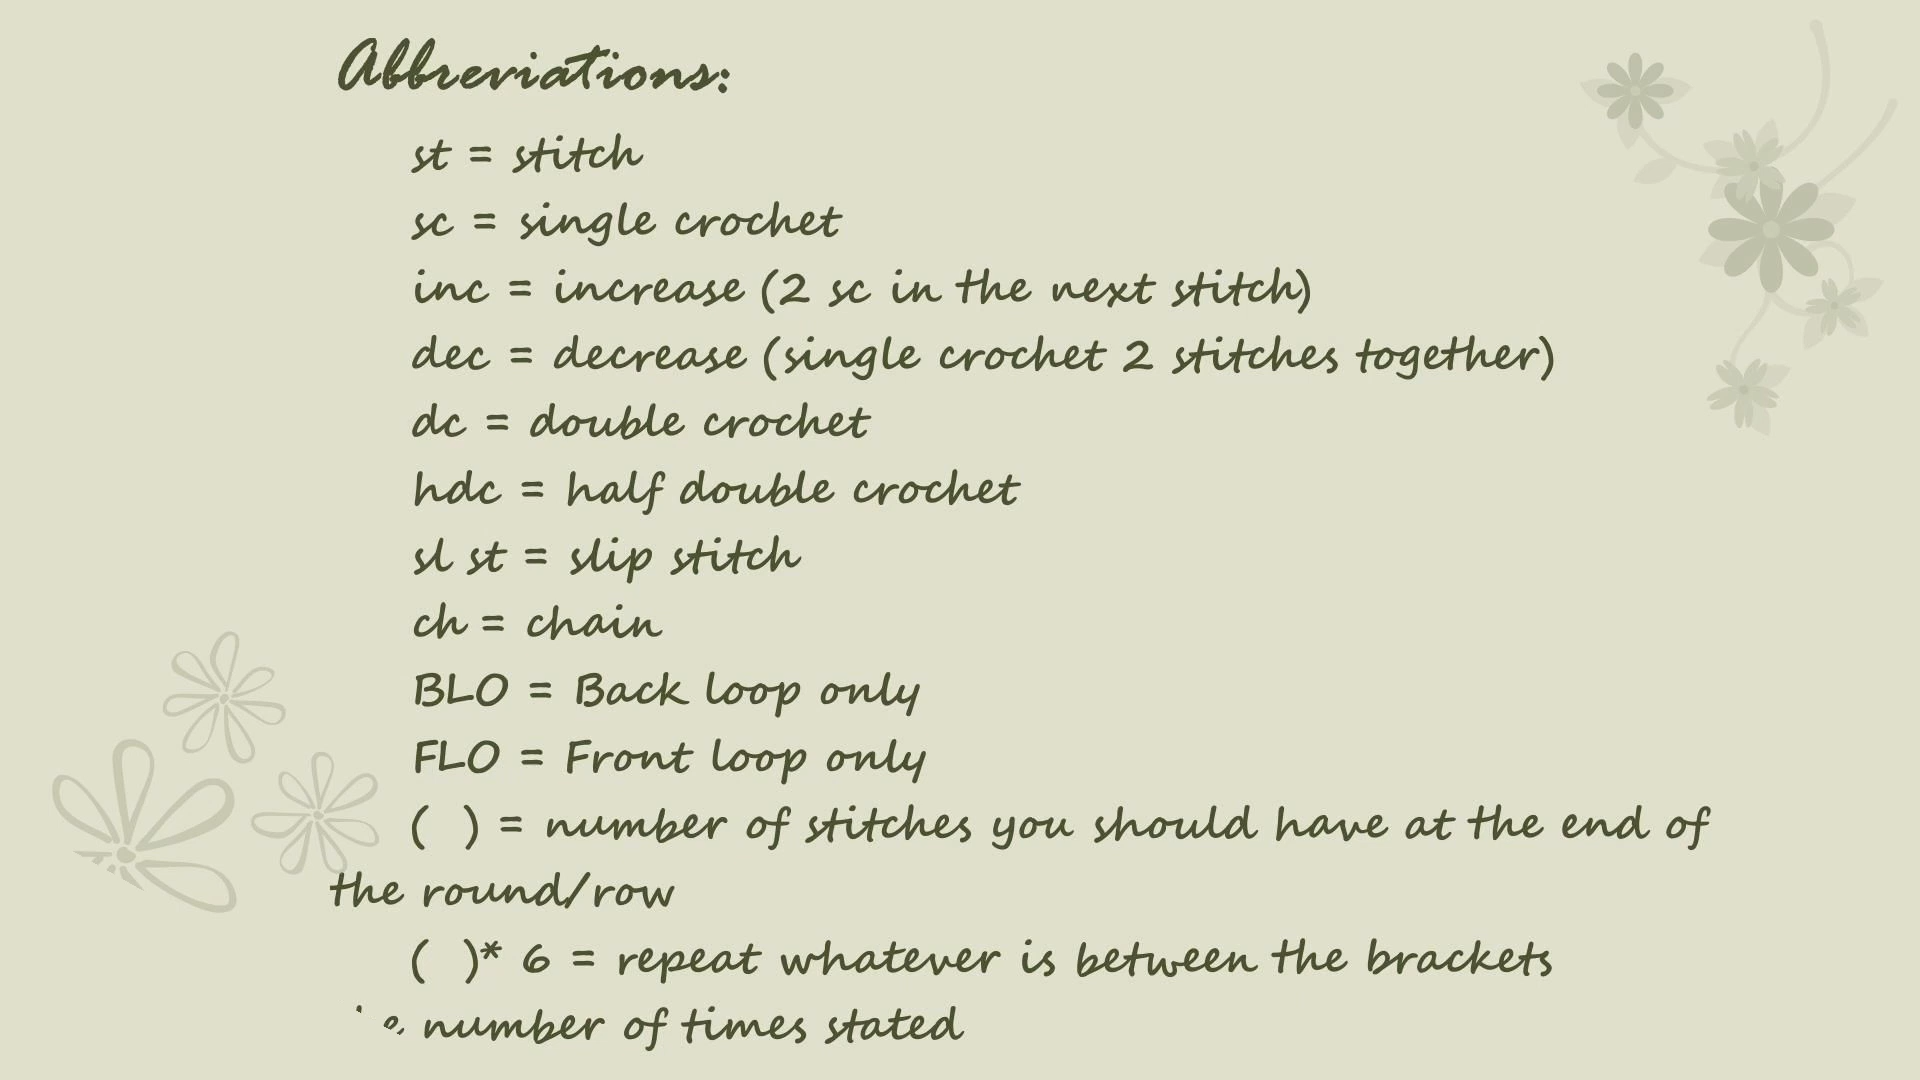 Abbreviations:
st = stitch
sc = single crochet
inc = increase (2 sc in the next stitch)
dec = decrease (single crochet 2 stitches together)
dc = double crochet
hdc = half double crochet
sl st = slip stitch
ch = chain
BLO = Back loop only
FLO = Front loop only
( ) = number of stitches you should have at the end of
the round/row
( )* 6 = repeat whatever is between the brackets
number of times stated